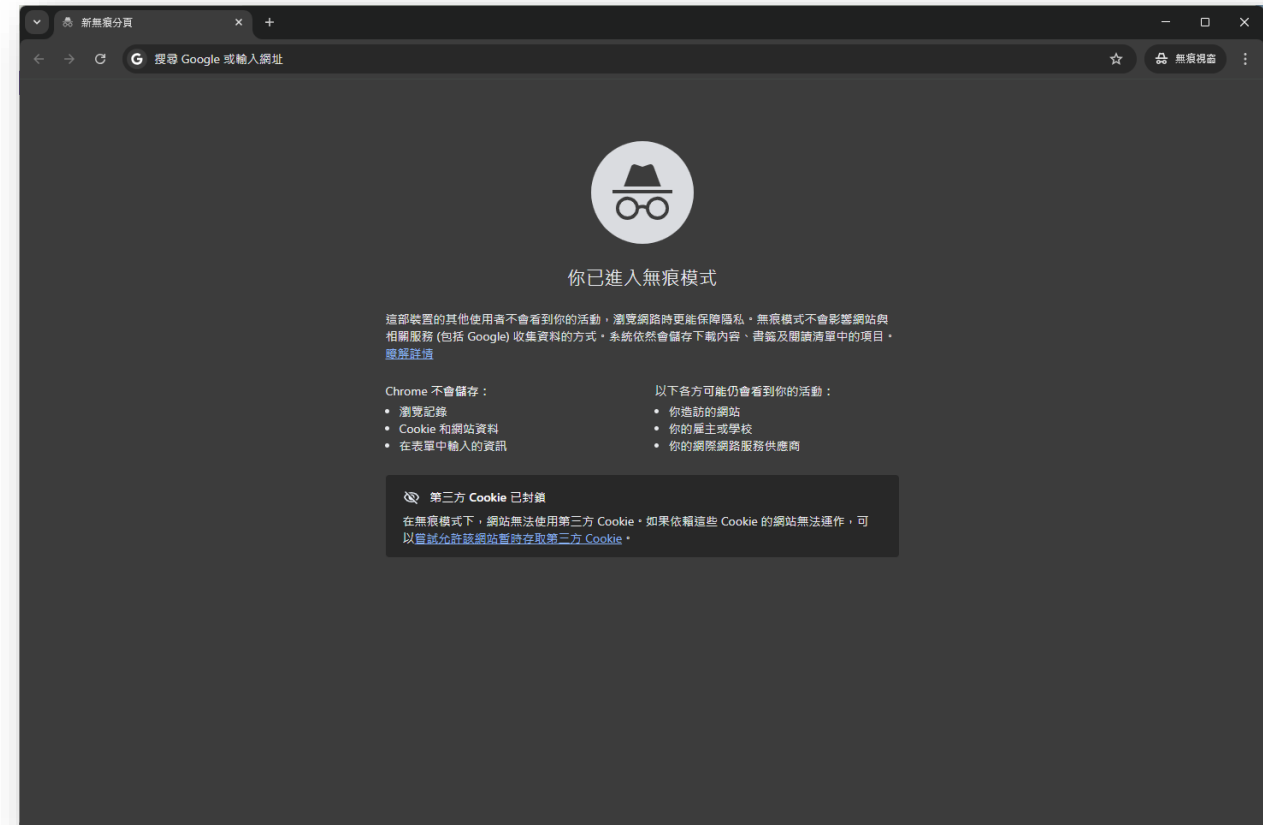 新無痕分頁
搜尋 Google 或輸入網址
無痕視窗
你已進入無痕模式
這部裝置的其他使用者不會看到你的活動，瀏覽網路時更能保障隱私。無痕模式不會影響網站與
相關服務 (包括 Google) 收集資料的方式。系統依然會儲存下載內容、書籤及閱讀清單中的項目。
瞭解詳情
Chrome 不會儲存：
• 瀏覽記錄
• Cookie 和網站資料
• 在表單中輸入的資訊
以下各方可能仍會看到你的活動：
• 你造訪的網站
• 你的雇主或學校
• 你的網際網路服務供應商
第三方 Cookie 已封鎖
在無痕模式下，網站無法使用第三方 Cookie。如果依賴這些 Cookie 的網站無法運作，可
以嘗試允許該網站暫時存取第三方 Cookie。